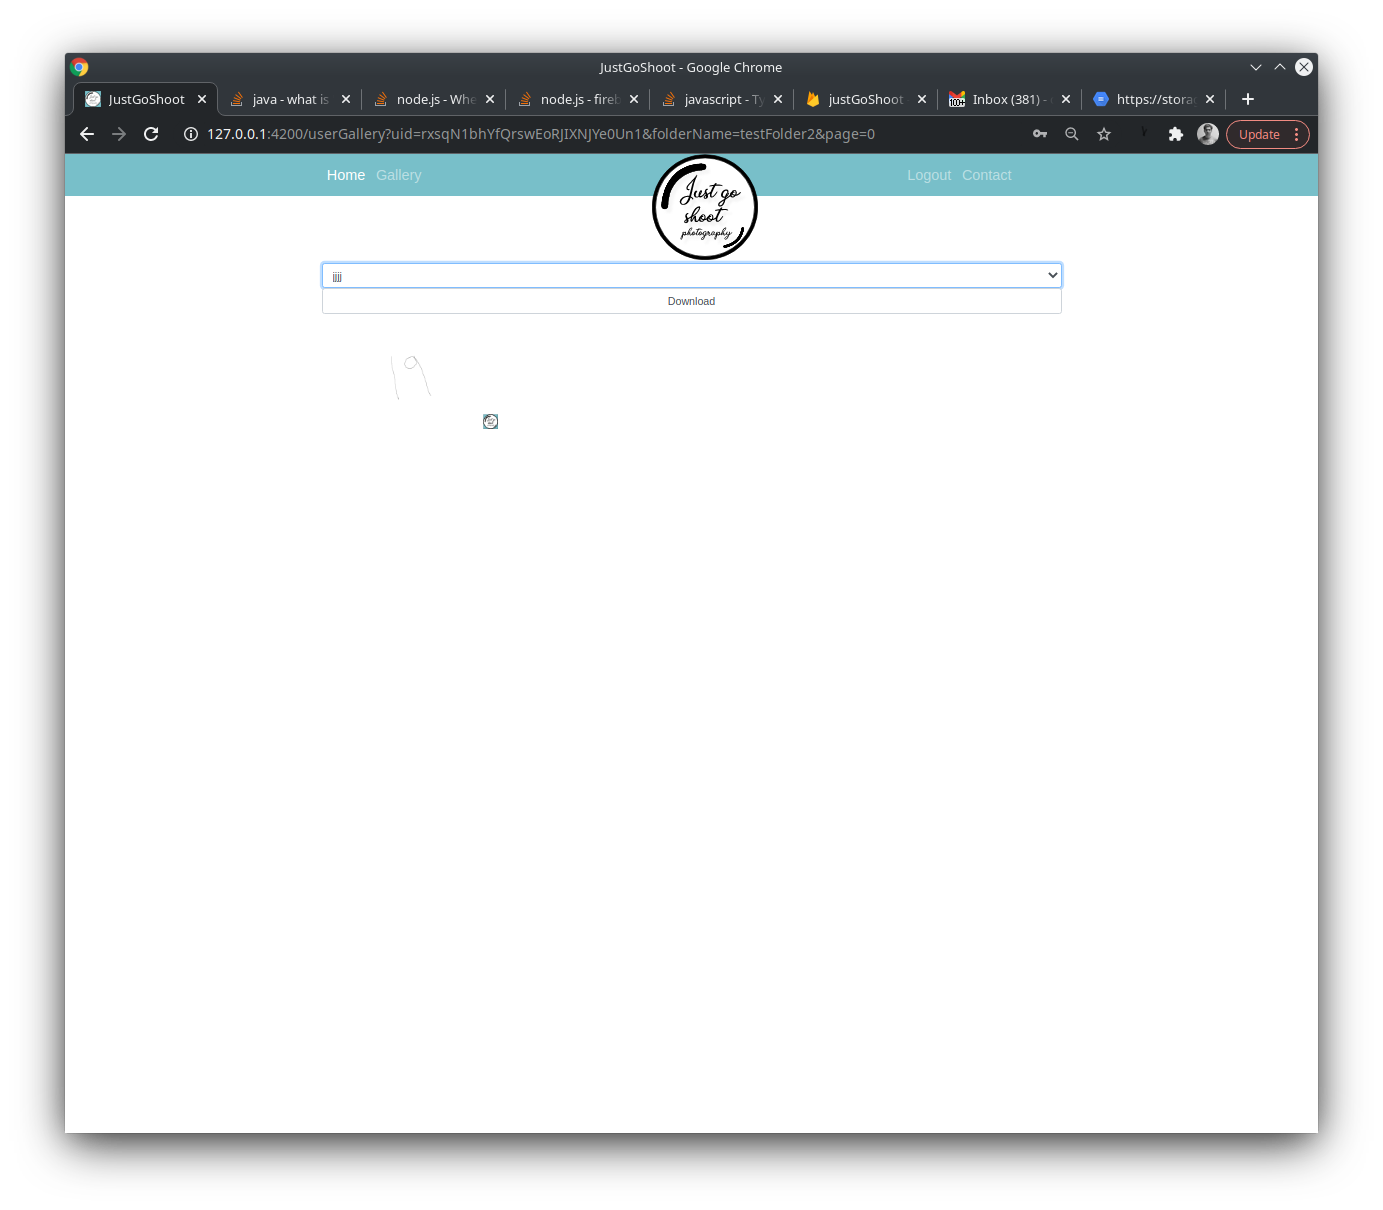 JustGoShoot - Google Chrome
JustGoShoot java - what is node.js - Whe node.js - fireb javascript - Ty justGoShoot Inbox (381) - https://storag
127.0.0.1:4200/userGallery?uid=rxsqN1bhYfQrswEoRJIXNJYe0Un1&folderName=testFolder2&page=0 Update
Home Gallery Logout Contact
Just go
shoot
photography
jjjj
Download